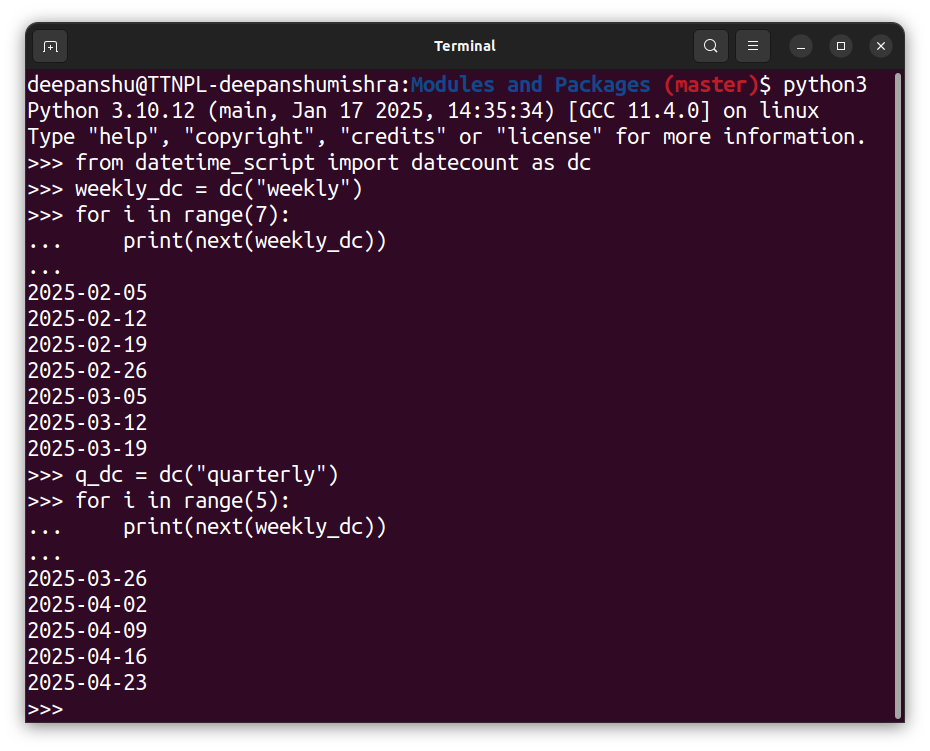 Terminal
deepanshu@TTNPL-deepanshumishra:Modules and Packages (master)$ python3
Python 3.10.12 (main, Jan 17 2025, 14:35:34) [GCC 11.4.0] on linux
Type "help", "copyright", "credits" or "license" for more information.
>>> from datetime_script import datecount as dc
>>> weekly_dc = dc("weekly")
>>> for i in range(7):
...     print(next(weekly_dc))
...
2025-02-05
2025-02-12
2025-02-19
2025-02-26
2025-03-05
2025-03-12
2025-03-19
>>> q_dc = dc("quarterly")
>>> for i in range(5):
...     print(next(weekly_dc))
...
2025-03-26
2025-04-02
2025-04-09
2025-04-16
2025-04-23
>>>